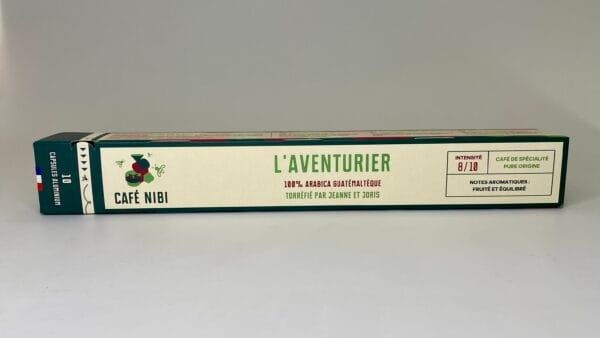 10
CAPSULES ALUMINIUM
CAFÉ NIBI
L'AVENTURIER
100% ARABICA GUATÉMALTÈQUE
TORRÉFIÉ PAR JEANNE ET JORIS
INTENSITÉ
8/10
CAFÉ DE SPÉCIALITÉ
PURE ORIGINE
NOTES AROMATIQUES :
FRUITÉ ET ÉQUILIBRÉ